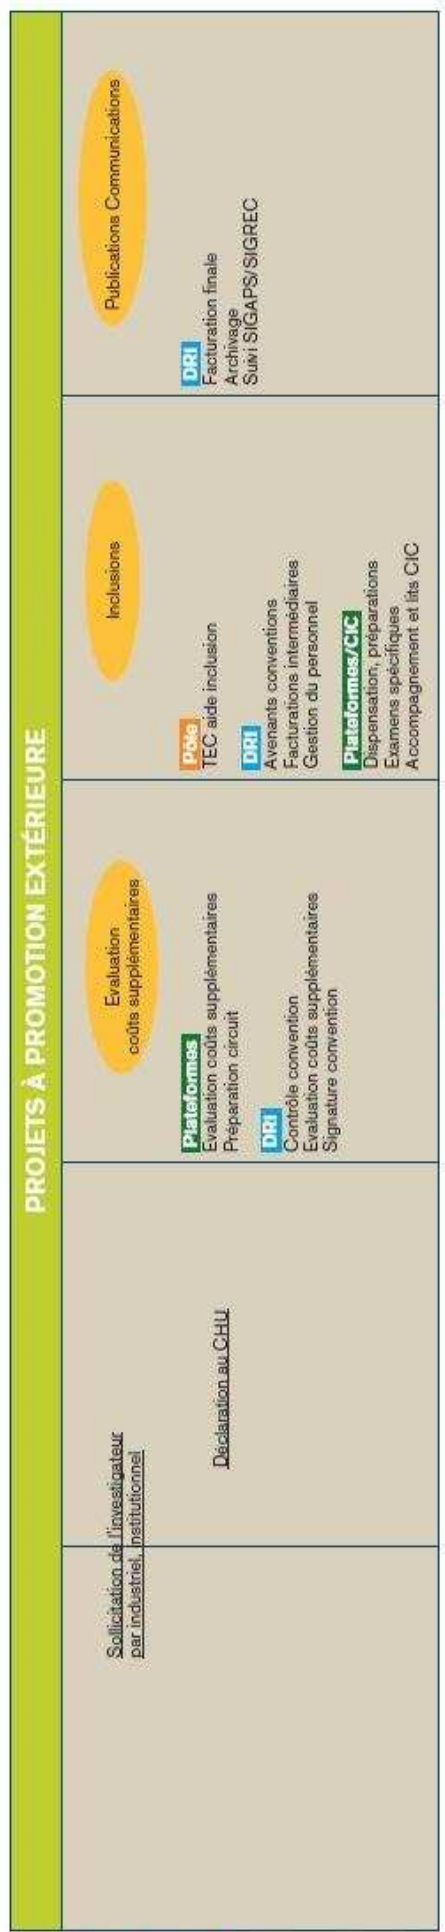 PROJETS À PROMOTION EXTÉRIEURE
Sollicitation de l'investigateur
par industriel, institutionnel
Déclaration au CHU
Evaluation
coûts supplémentaires
Plateformes
Evaluation coûts supplémentaires
Préparation circuit
DRI
Contrôle convention
Evaluation coûts supplémentaires
Signature convention
Inclusions
Pôle
TEC aide inclusion
DRI
Avenants conventions
Facturations intermédiaires
Gestion du personnel
Plateformes/CIC
Dispensation, préparations
Examens spécifiques
Accompagnement et lits CIC
Publications Communications
DRI
Facturation finale
Archivage
Suivi SIGAPS/SIGREC